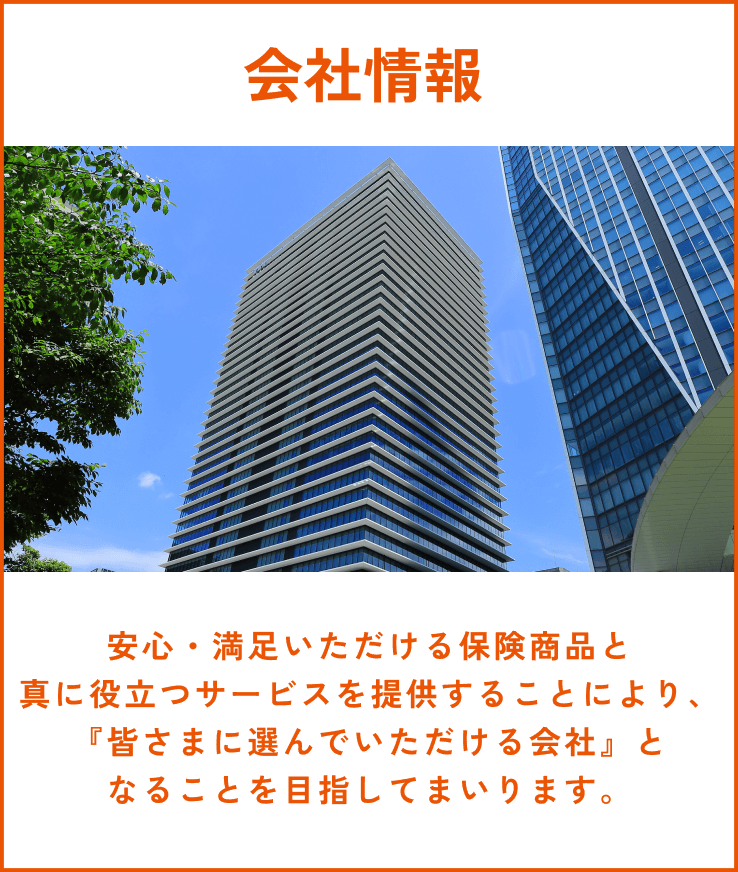 会社情報
安心・満足いただける保険商品と
真に役立つサービスを提供することにより、
『皆さまに選んでいただける会社』と
なることを目指してまいります。